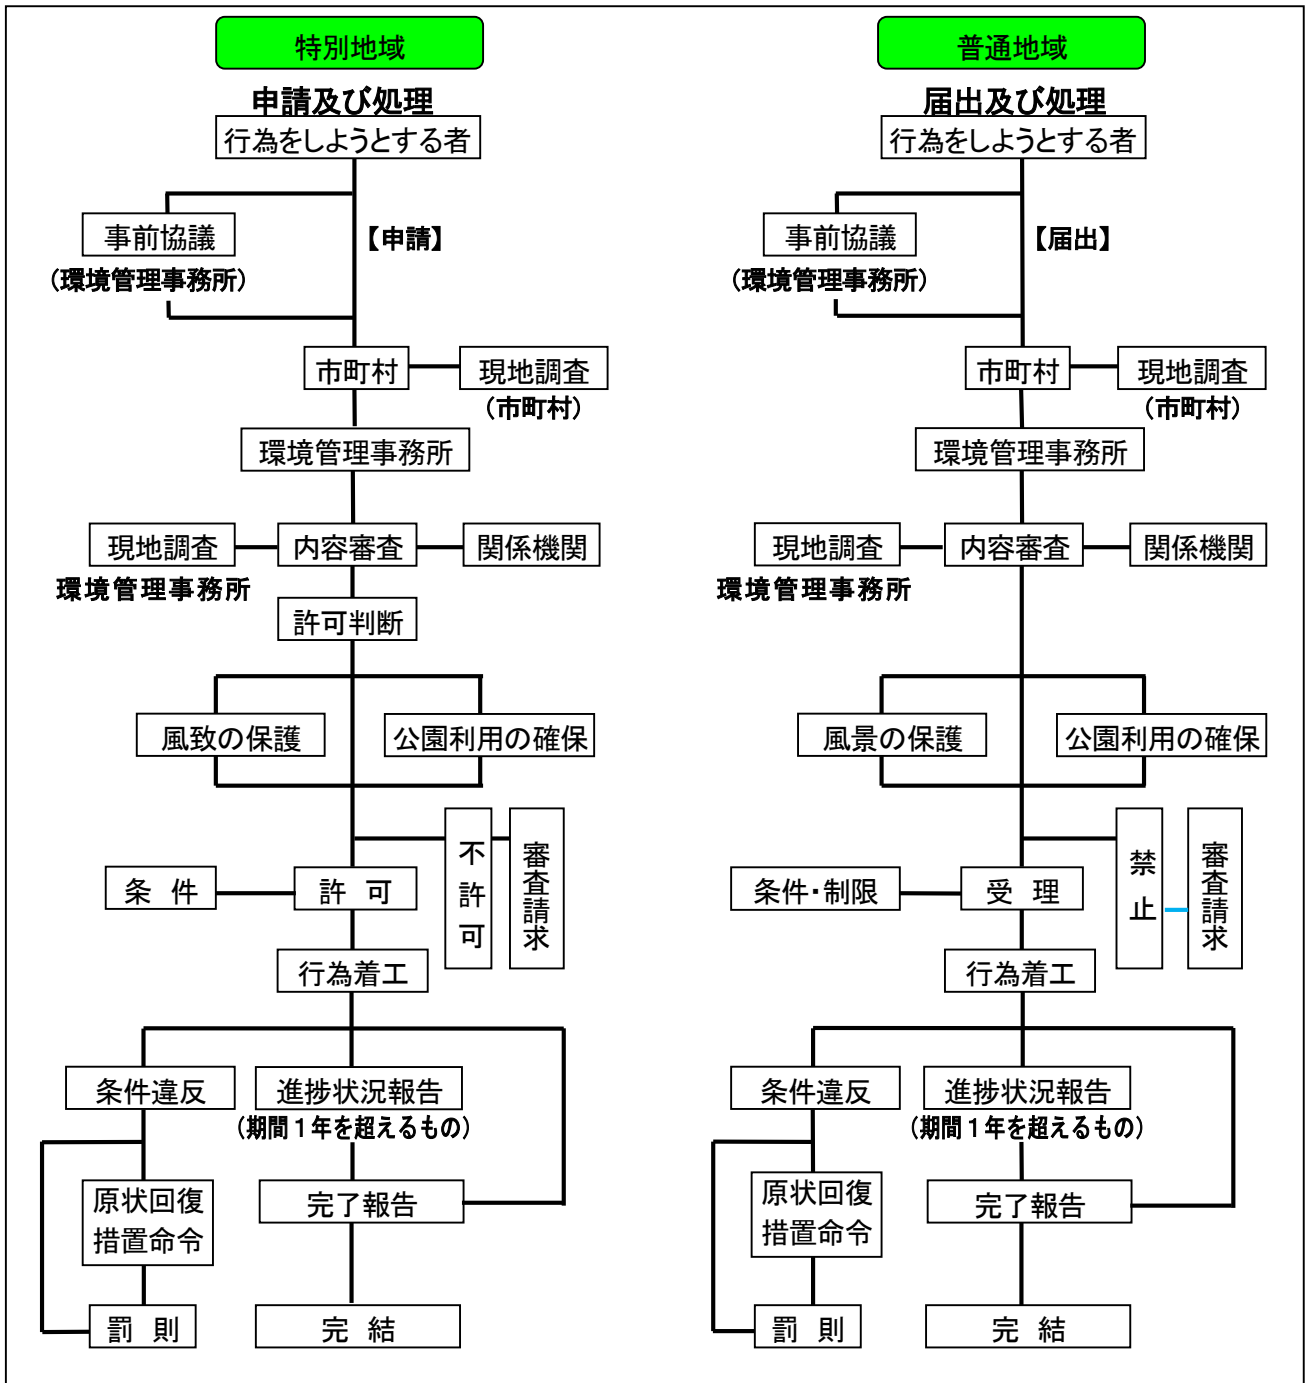 特別地域
申請及び処理
行為をしようとする者
事前協議
(環境管理事務所)
【申請】
市町村
現地調査
(市町村)
環境管理事務所
現地調査
内容審査
関係機関
環境管理事務所
許可判断
風致の保護
公園利用の確保
不許可
審査請求
条 件
許 可
行為着工
条件違反
進捗状況報告
(期間1年を超えるもの)
原状回復
措置命令
完了報告
罰 則
完 結
普通地域
届出及び処理
行為をしようとする者
事前協議
(環境管理事務所)
【届出】
市町村
現地調査
(市町村)
環境管理事務所
現地調査
内容審査
関係機関
環境管理事務所
風景の保護
公園利用の確保
禁止
審査請求
条件・制限
受 理
行為着工
条件違反
進捗状況報告
(期間1年を超えるもの)
原状回復
措置命令
完了報告
罰 則
完 結